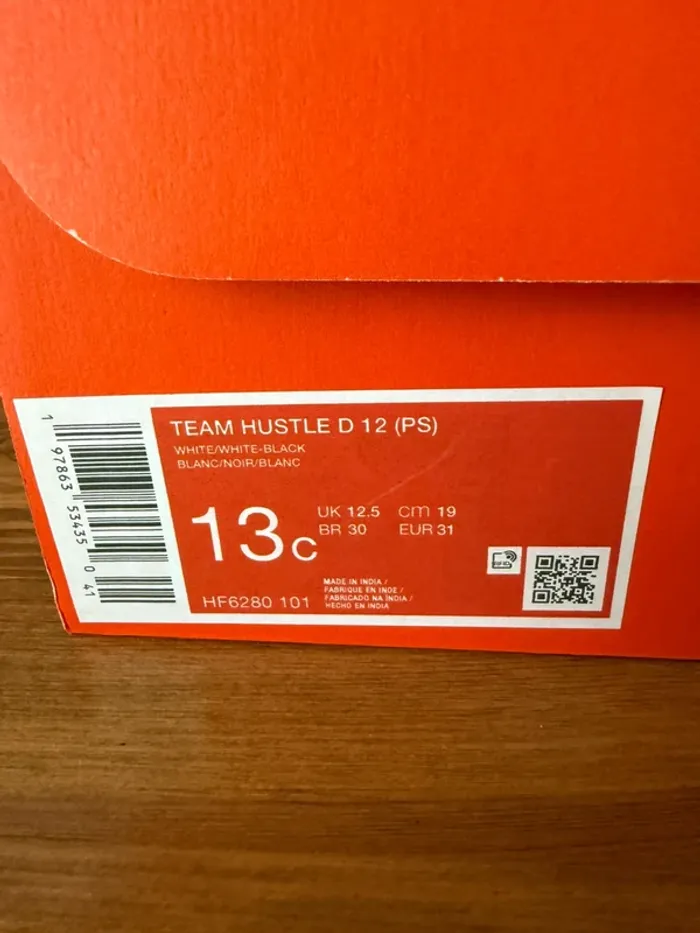 TEAM HUSTLE D 12 (PS)
WHITE/WHITE-BLACK
BLANC/NOIR/BLANC
13C
UK 12.5 cm 19
BR 30 EUR 31
HF6280 101
MADE IN INDIA /
FABRIQUE EN INDE /
FABRICADO NA INDIA /
HECHO EN INDIA
1 97863 53435 0 41